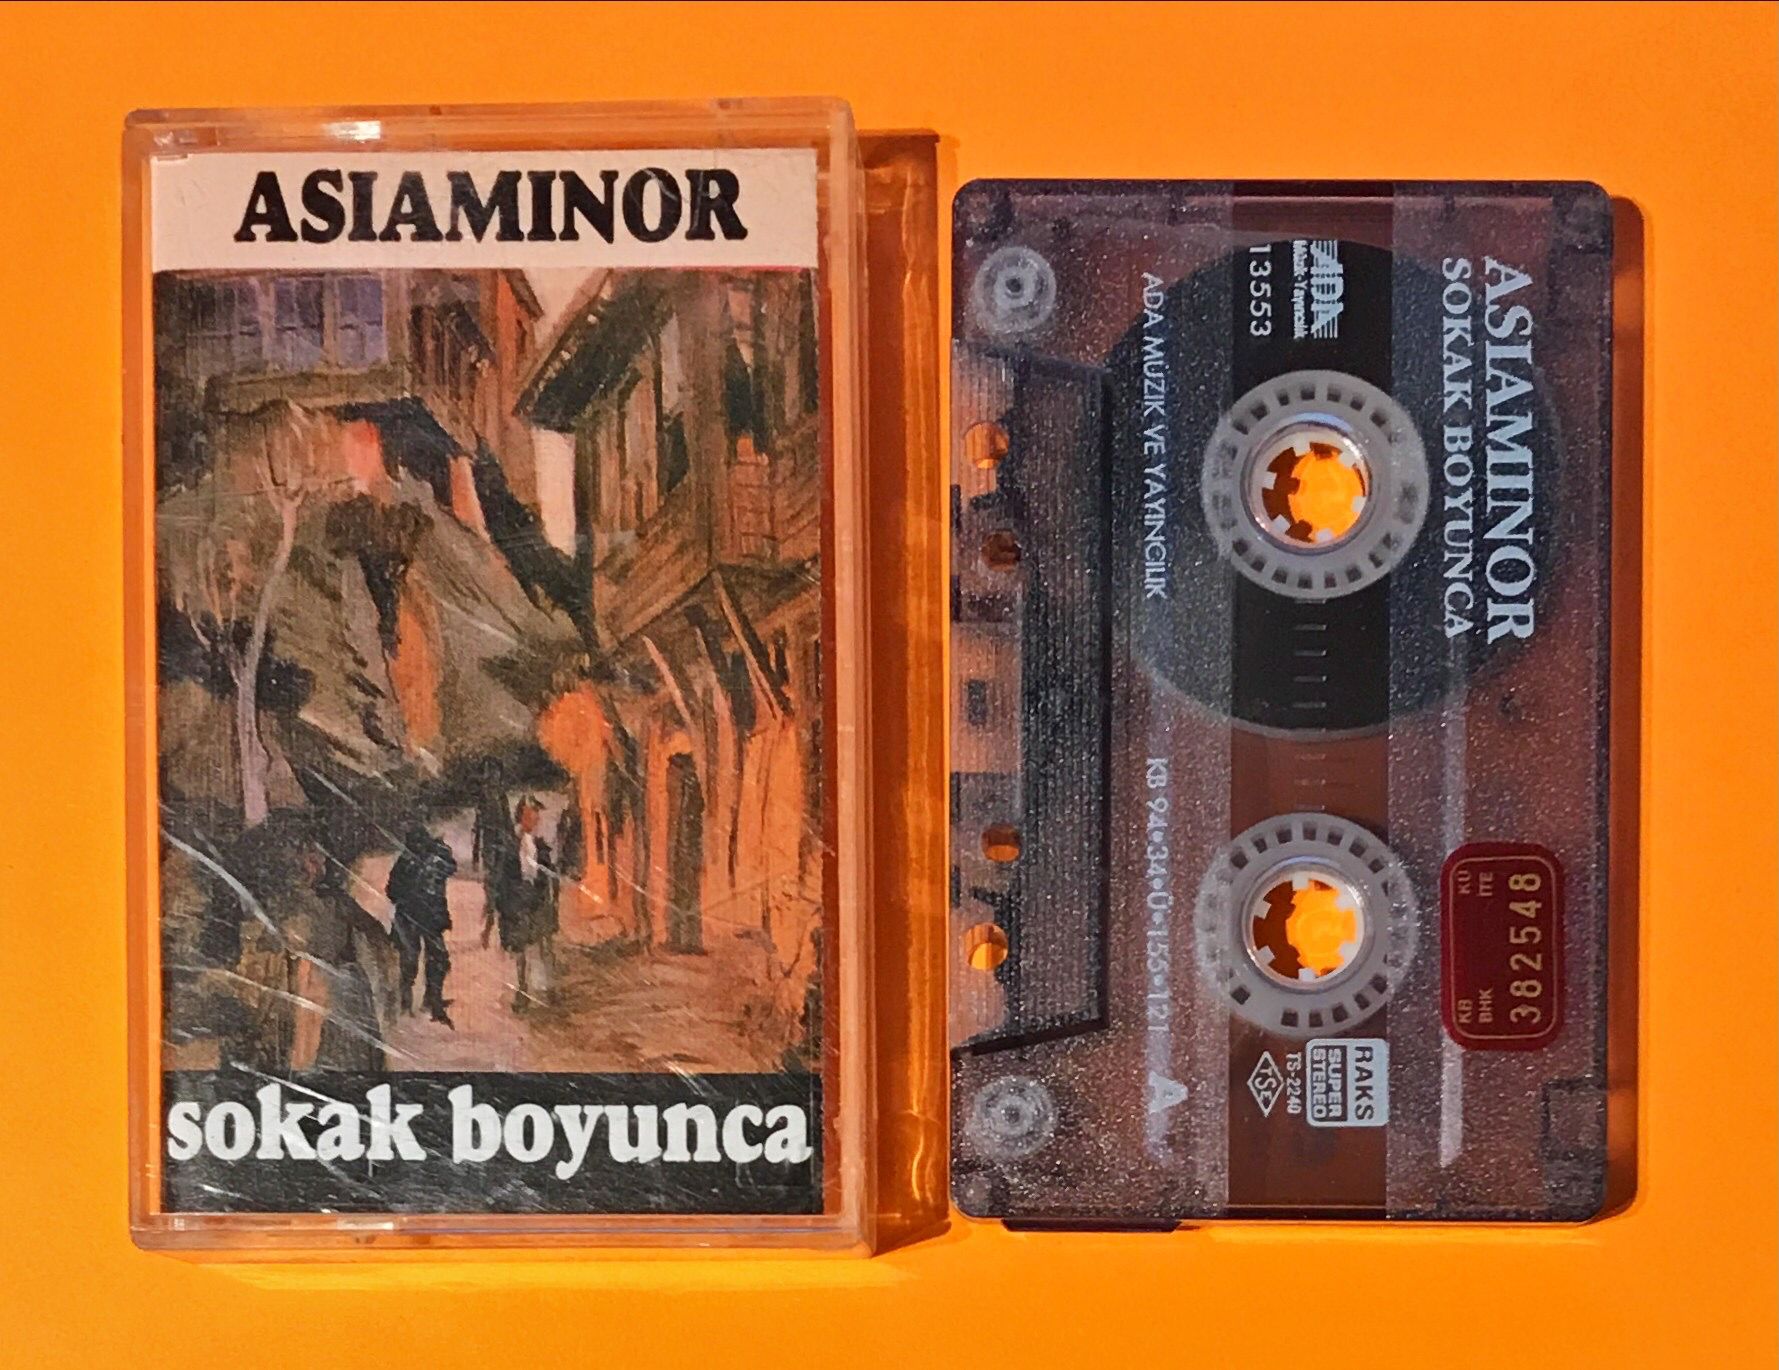 ASIAMINOR
sokak boyunca
ASIAMINOR
SOKAK BOYUNCA
ADA
Müzik Yayıncılık
13553
ADA MÜZİK VE YAYINCILIK
KB 94•34•0•155•121
A
RAKS
SUPER
STEREO
TS-2240
TSE
KB
BHK
KÜ
İTE
382548